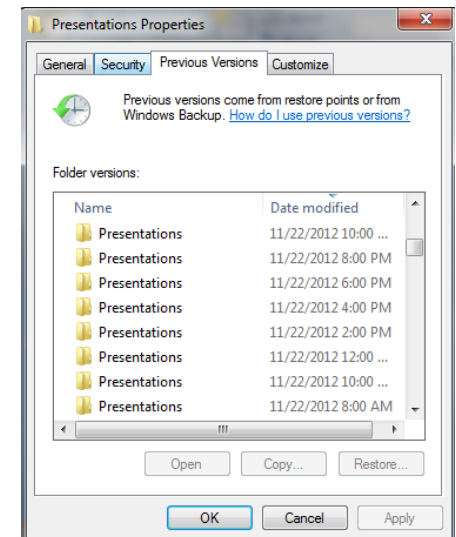 Presentations Properties
General Security Previous Versions Customize
Previous versions come from restore points or from
Windows Backup. How do I use previous versions?
Folder versions:
Name Date modified
Presentations 11/22/2012 10:00 ...
Presentations 11/22/2012 8:00 PM
Presentations 11/22/2012 6:00 PM
Presentations 11/22/2012 4:00 PM
Presentations 11/22/2012 2:00 PM
Presentations 11/22/2012 12:00 ...
Presentations 11/22/2012 10:00 ...
Presentations 11/22/2012 8:00 AM
Open Copy... Restore...
OK Cancel Apply